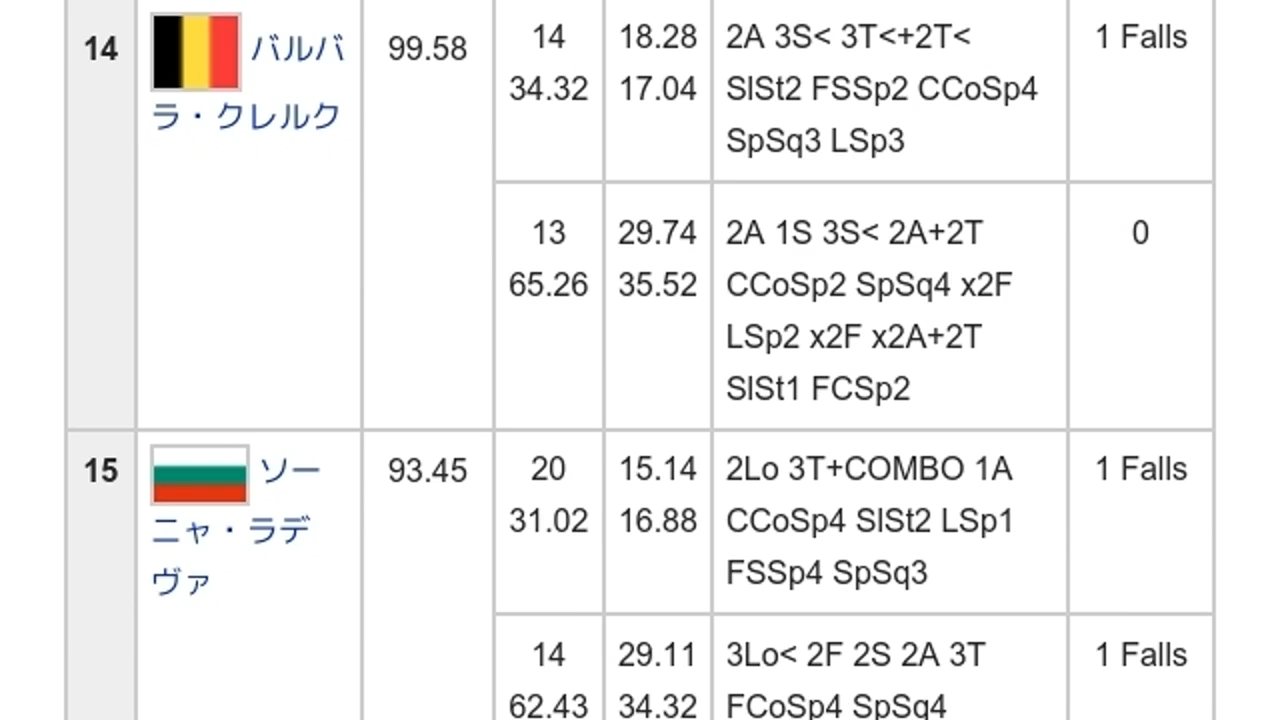 14
バルバ
ラ・クレルク
99.58
14
34.32
18.28
17.04
2A 3S< 3T<+2T<
SlSt2 FSSp2 CCoSp4
SpSq3 LSp3
1 Falls
13
65.26
29.74
35.52
2A 1S 3S< 2A+2T
CCoSp2 SpSq4 x2F
LSp2 x2F x2A+2T
SlSt1 FCSp2
0
15
ソー
ニャ・ラデ
ヴァ
93.45
20
31.02
15.14
16.88
2Lo 3T+COMBO 1A
CCoSp4 SlSt2 LSp1
FSSp4 SpSq3
1 Falls
14
62.43
29.11
34.32
3Lo< 2F 2S 2A 3T
FCoSp4 SpSq4
1 Falls